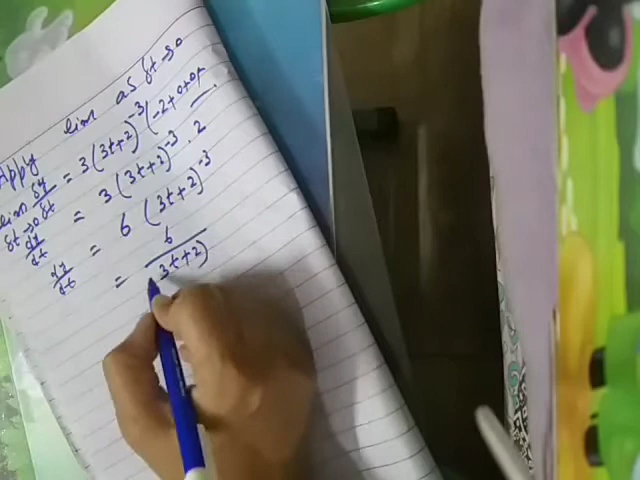 Apply lim as δt→0
lim δt→0 δy/δt = 3(3t+2)^-3 (-2+0+0+
dy/dt = 3(3t+2)^-3 . 2
dy/dt = 6 (3t+2)^-3
= 6/(3t+2)